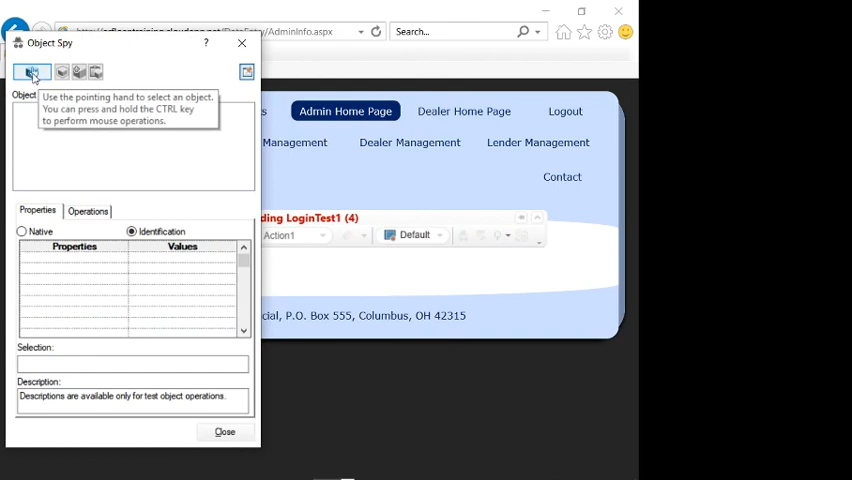 Object Spy
?
Search...
/AdminInfo.aspx
Use the pointing hand to select an object.
You can press and hold the CTRL key
to perform mouse operations.
Object
Admin Home Page
Dealer Home Page
Logout
Management
Dealer Management
Lender Management
Contact
ding LoginTest1 (4)
Action1
Default
Properties
Operations
Native
Identification
Properties
Values
cial, P.O. Box 555, Columbus, OH 42315
Selection:
Description:
Descriptions are available only for test object operations.
Close